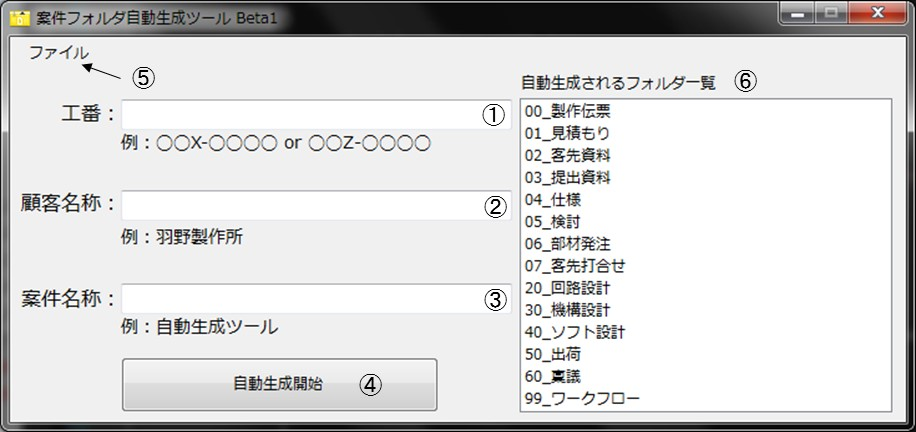 案件フォルダ自動生成ツール Beta1
ファイル
⑤
工番： ①
例：○○X-○○○○ or ○○Z-○○○○
顧客名称： ②
例：羽野製作所
案件名称： ③
例：自動生成ツール
自動生成開始 ④
自動生成されるフォルダ一覧 ⑥
00_製作伝票
01_見積もり
02_客先資料
03_提出資料
04_仕様
05_検討
06_部材発注
07_客先打合せ
20_回路設計
30_機構設計
40_ソフト設計
50_出荷
60_稟議
99_ワークフロー